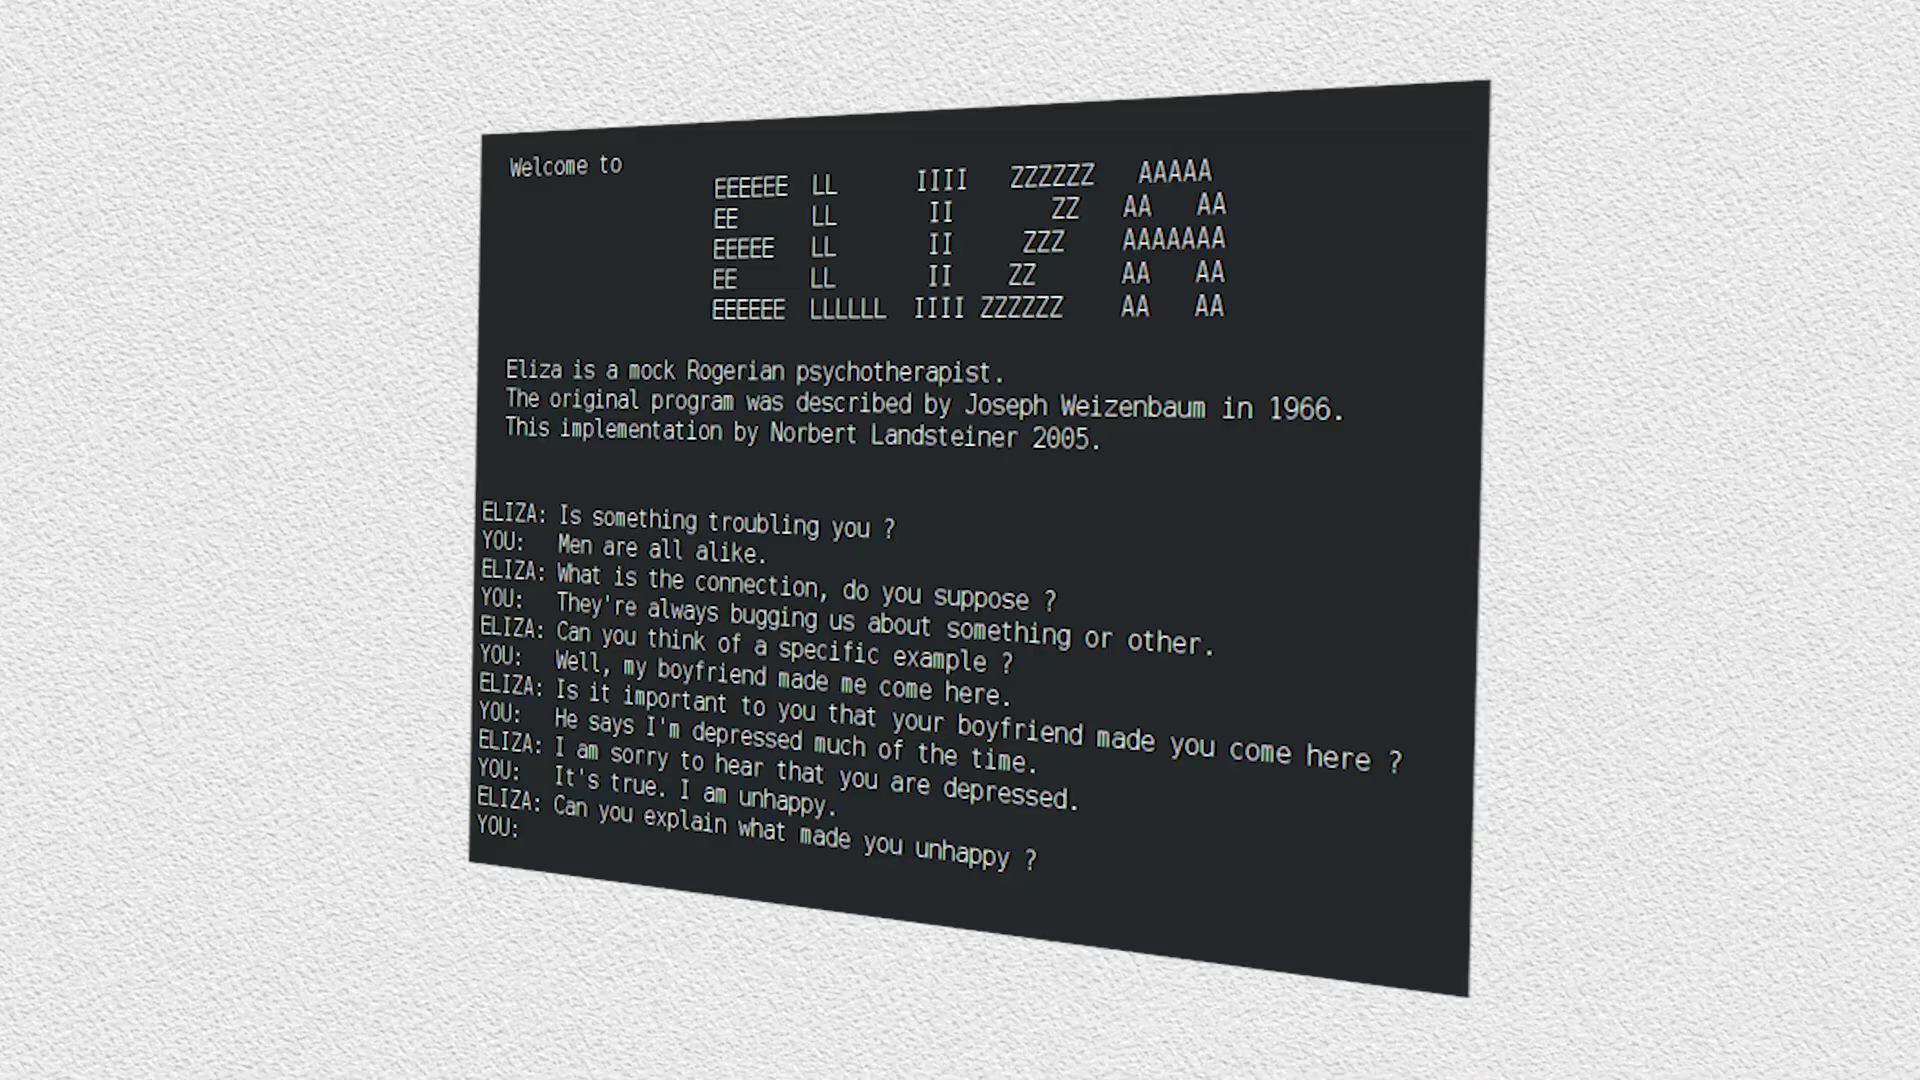 Welcome to
EEEEEE LL IIII ZZZZZZ AAAAA
EE LL II ZZ AA AA
EEEEE LL II ZZZ AAAAAAA
EE LL II ZZ AA AA
EEEEEE LLLLLL IIII ZZZZZZ AA AA
Eliza is a mock Rogerian psychotherapist.
The original program was described by Joseph Weizenbaum in 1966.
This implementation by Norbert Landsteiner 2005.
ELIZA: Is something troubling you ?
YOU: Men are all alike.
ELIZA: What is the connection, do you suppose ?
YOU: They're always bugging us about something or other.
ELIZA: Can you think of a specific example ?
YOU: Well, my boyfriend made me come here.
ELIZA: Is it important to you that your boyfriend made you come here ?
YOU: He says I'm depressed much of the time.
ELIZA: I am sorry to hear that you are depressed.
YOU: It's true. I am unhappy.
ELIZA: Can you explain what made you unhappy ?
YOU: